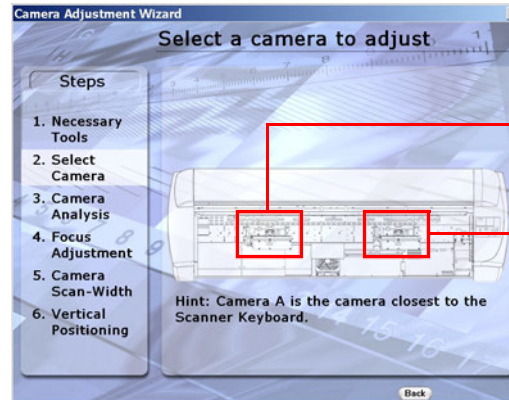 Camera Adjustment Wizard
Select a camera to adjust
Steps
1. Necessary
Tools
2. Select
Camera
3. Camera
Analysis
4. Focus
Adjustment
5. Camera
Scan-Width
6. Vertical
Positioning
Hint: Camera A is the camera closest to the
Scanner Keyboard.
Back